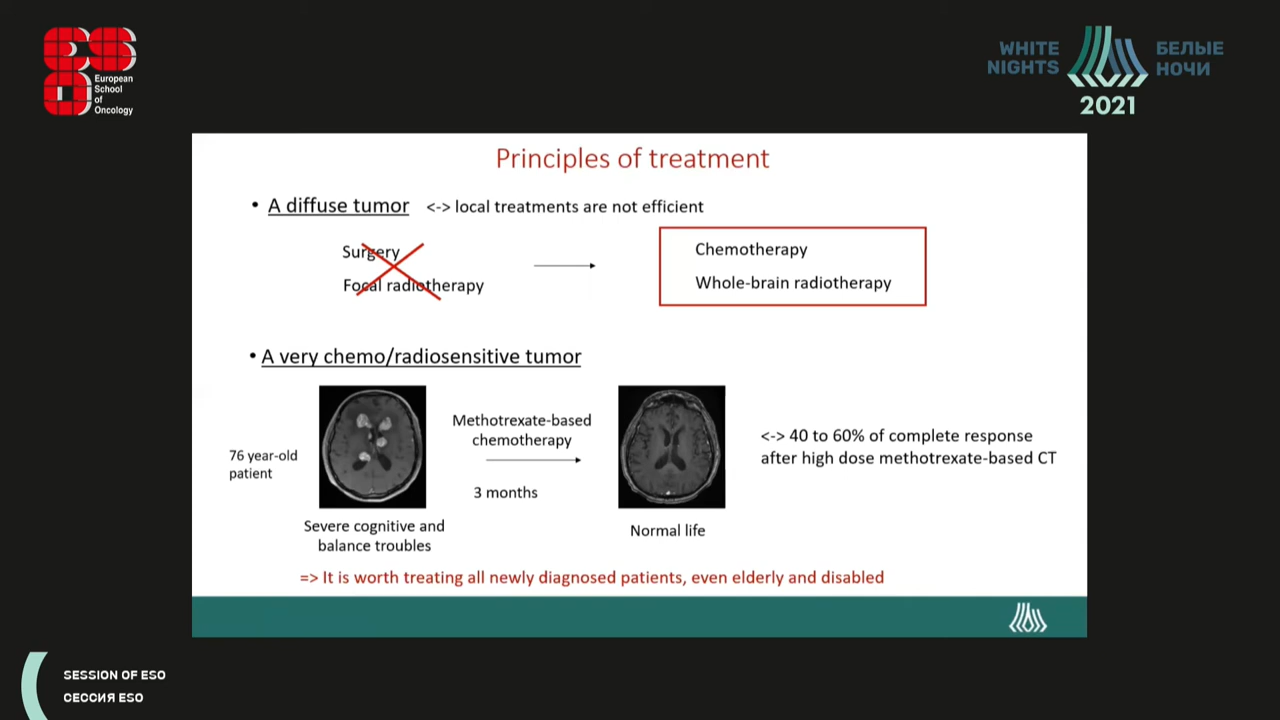 European
School
of
Oncology
WHITE
NIGHTS
БЕЛЫЕ
НОЧИ
2021
Principles of treatment
• A diffuse tumor <-> local treatments are not efficient
Surgery
Focal radiotherapy
Chemotherapy
Whole-brain radiotherapy
• A very chemo/radiosensitive tumor
76 year-old
patient
Severe cognitive and
balance troubles
Methotrexate-based
chemotherapy
3 months
Normal life
<-> 40 to 60% of complete response
after high dose methotrexate-based CT
=> It is worth treating all newly diagnosed patients, even elderly and disabled
SESSION OF ESO
СЕССИЯ ESO